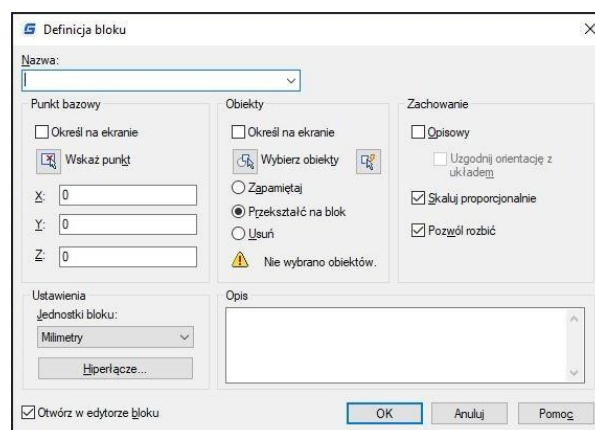 Definicja bloku
Nazwa:
Punkt bazowy
Określ na ekranie
Wskaż punkt
X: 0
Y: 0
Z: 0
Obiekty
Określ na ekranie
Wybierz obiekty
Zapamiętaj
Przekształć na blok
Usuń
Nie wybrano obiektów.
Zachowanie
Opisowy
Uzgodnij orientację z
układem
Skaluj proporcjonalnie
Pozwól rozbić
Ustawienia
Jednostki bloku:
Milimetry
Hiperłącze...
Opis
Otwórz w edytorze bloku
OK
Anuluj
Pomoc